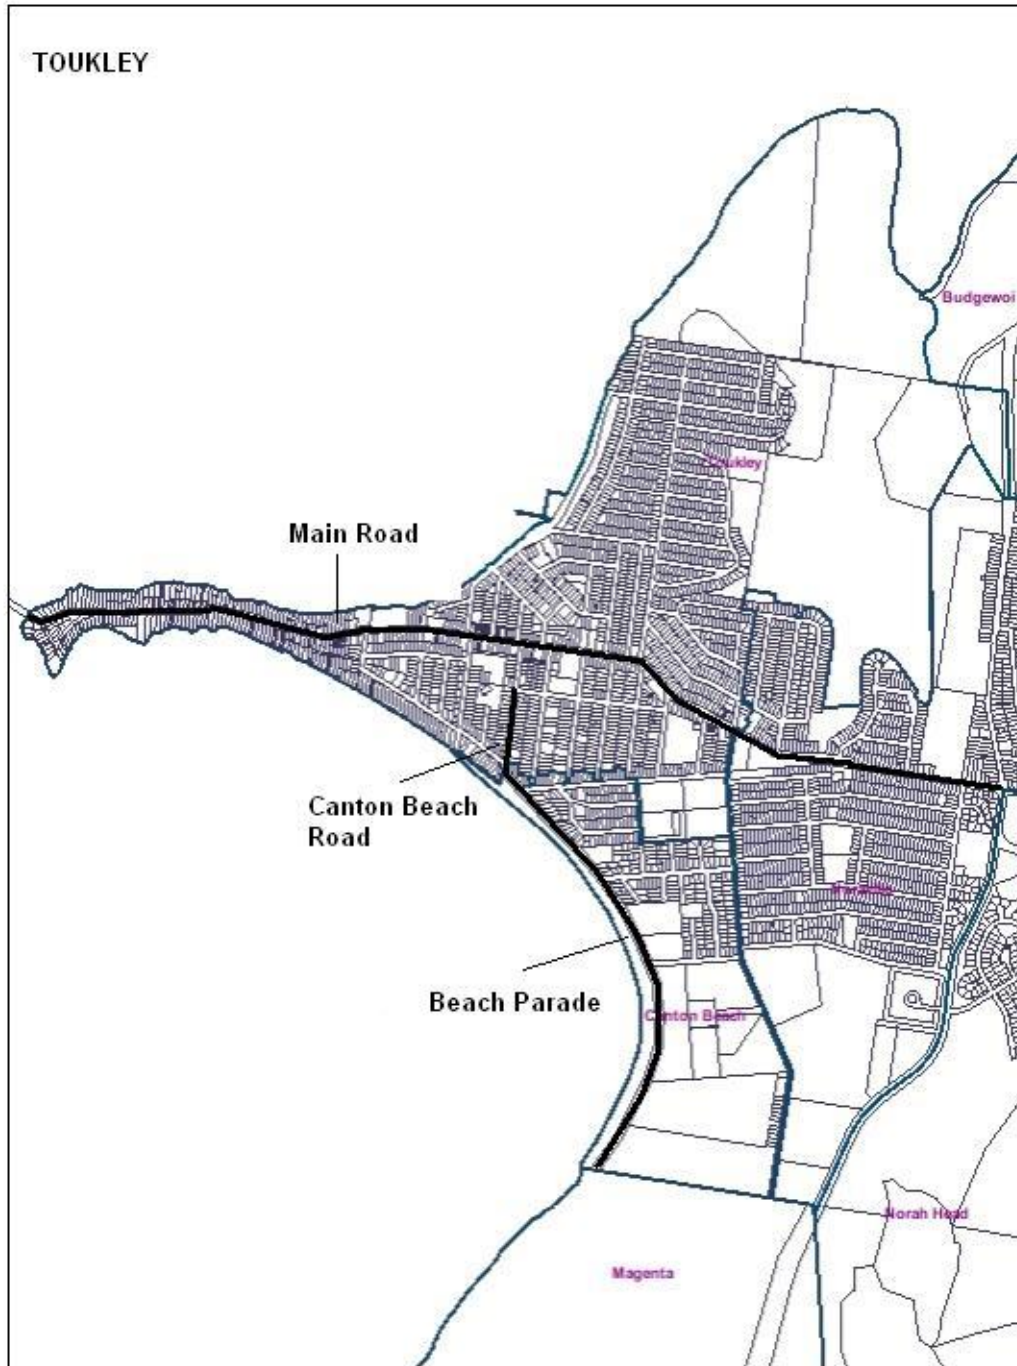 TOUKLEY
Budgewoi
Toukley
Main Road
Canton Beach
Road
Beach Parade
Canton Beach
Norah Head
Magenta